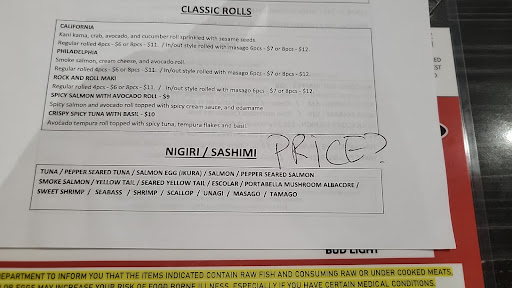 CLASSIC ROLLS
CALIFORNIA
Kani kama, crab, avocado, and cucumber roll sprinkled with sesame seeds.
Regular rolled 4pcs - $6 or 8pcs - $11 / In/out style rolled with masago 6pcs - $7 or 8pcs - $12
PHILADELPHIA
Smoke salmon, cream cheese, and avocado roll.
Regular rolled 4pcs - $6 or 8pcs - $11 / In/out style rolled with masago 6pcs - $7 or 8pcs - $12.
ROCK AND ROLL MAKI
Regular rolled 4pcs - $6 or 8pcs - $11 / In/out style rolled with masago 6pcs - $7 or 8pcs - $12.
SPICY SALMON WITH AVOCADO ROLL - $9
Spicy salmon and avocado roll topped with spicy cream sauce, and edamame
CRISPY SPICY TUNA WITH BASIL - $10
Avocado tempura roll topped with spicy tuna, tempura flakes and basil.
NIGIRI / SASHIMI PRICE?
TUNA / PEPPER SEARED TUNA / SALMON EGG (IKURA) / SALMON / PEPPER SEARED SALMON
SMOKE SALMON / YELLOW TAIL / SEARED YELLOW TAIL / ESCOLAR / PORTABELLA MUSHROOM ALBACORE /
SWEET SHRIMP / SEABASS / SHRIMP / SCALLOP / UNAGI / MASAGO / TAMAGO
BUD LIGHT
DEPARTMENT TO INFORM YOU THAT THE ITEMS INDICATED CONTAIN RAW FISH AND CONSUMING RAW OR UNDER COOKED MEATS,
OR EGGS MAY INCREASE YOUR RISK OF FOOD BORNE ILLNESS, ESPECIALLY IF YOU HAVE CERTAIN MEDICAL CONDITIONS.